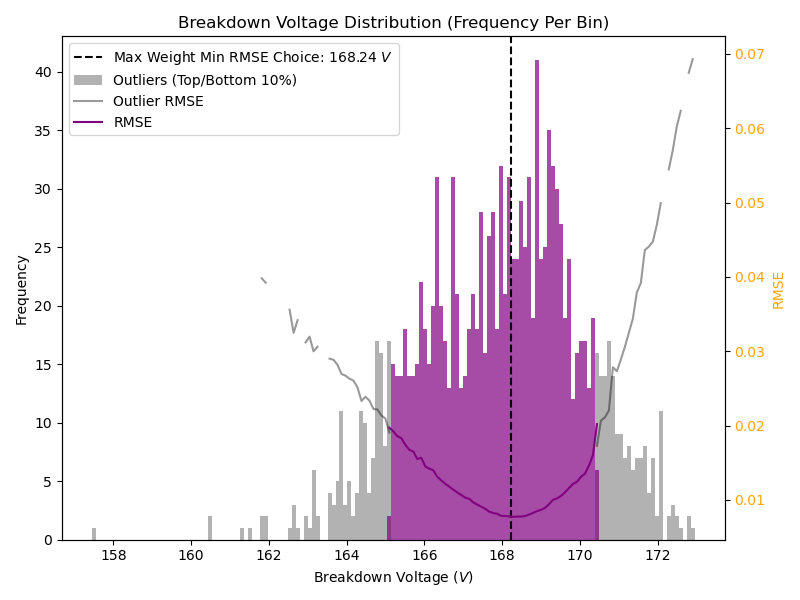 Breakdown Voltage Distribution (Frequency Per Bin)
Max Weight Min RMSE Choice: 168.24 V
Outliers (Top/Bottom 10%)
Outlier RMSE
RMSE
Frequency
40
35
30
25
20
15
10
5
0
0.07
0.06
0.05
0.04
0.03
0.02
0.01
RMSE
158 160 162 164 166 168 170 172
Breakdown Voltage (V)